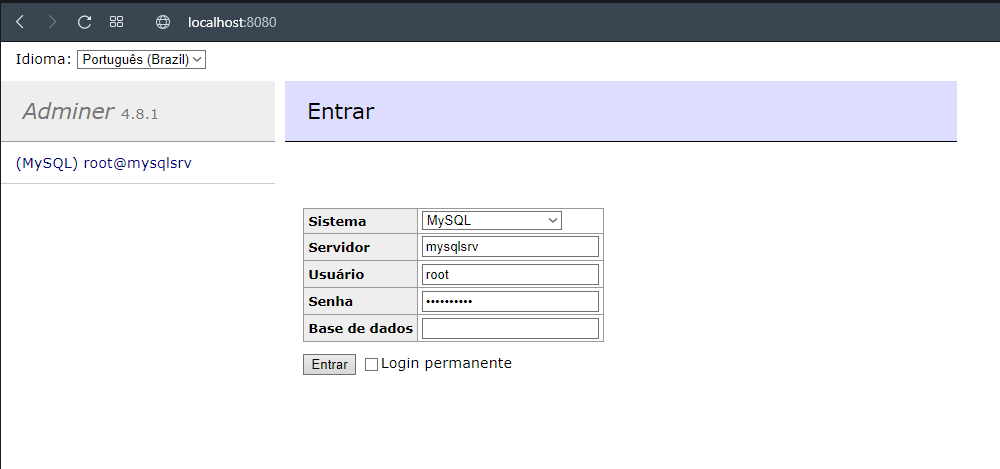 localhost:8080
Idioma: Português (Brazil)
Adminer 4.8.1
Entrar
(MySQL) root@mysqlsrv
Sistema MySQL
Servidor mysqlsrv
Usuário root
Senha ••••••••••
Base de dados
Entrar Login permanente